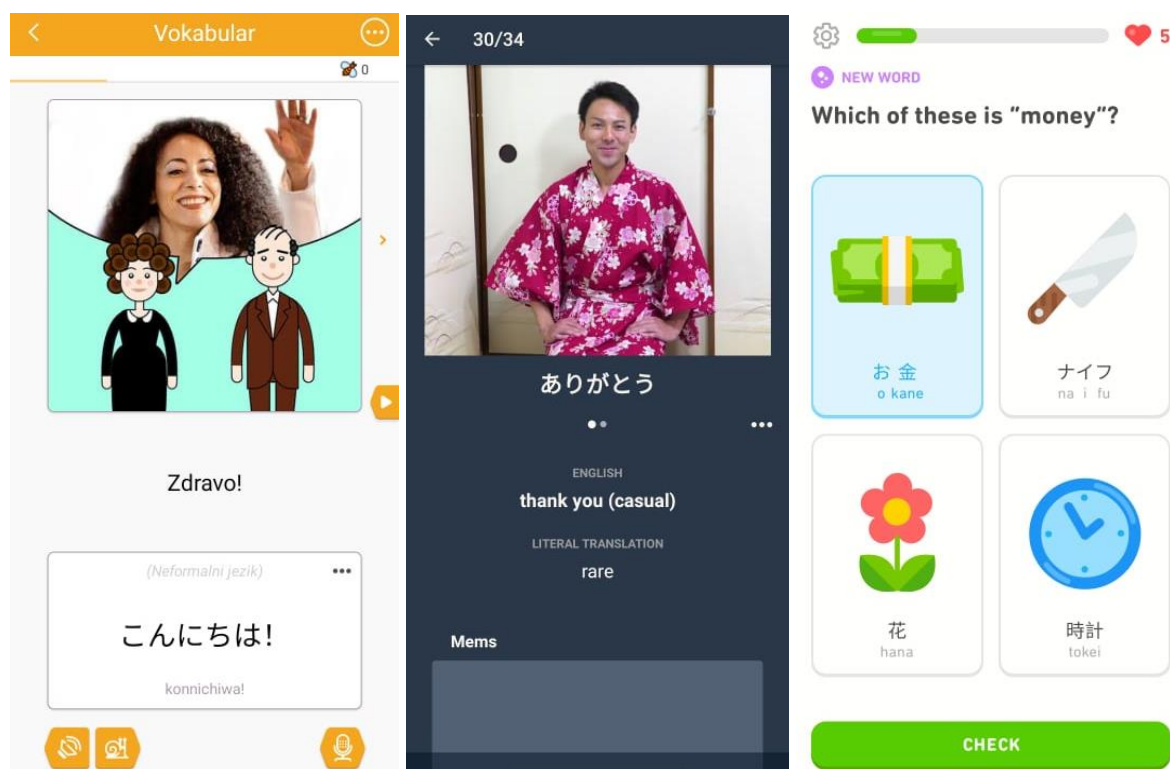 Vokabular
0
Zdravo!
(Neformalni jezik)
こんにちは!
konnichiwa!
30/34
ありがとう
ENGLISH
thank you (casual)
LITERAL TRANSLATION
rare
Mems
5
NEW WORD
Which of these is "money"?
お金
o kane
ナイフ
na i fu
花
hana
時計
tokei
CHECK